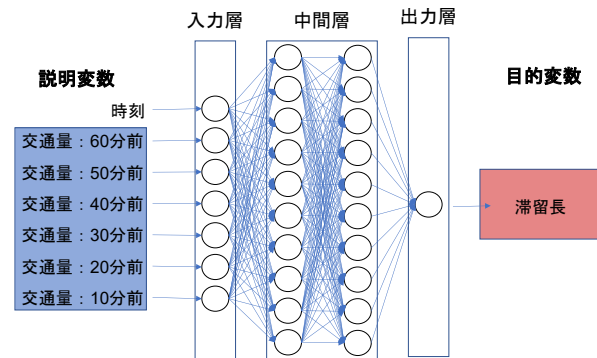 入力層
中間層
出力層
説明変数
目的変数
時刻
交通量：60分前
交通量：50分前
交通量：40分前
交通量：30分前
交通量：20分前
交通量：10分前
滞留長